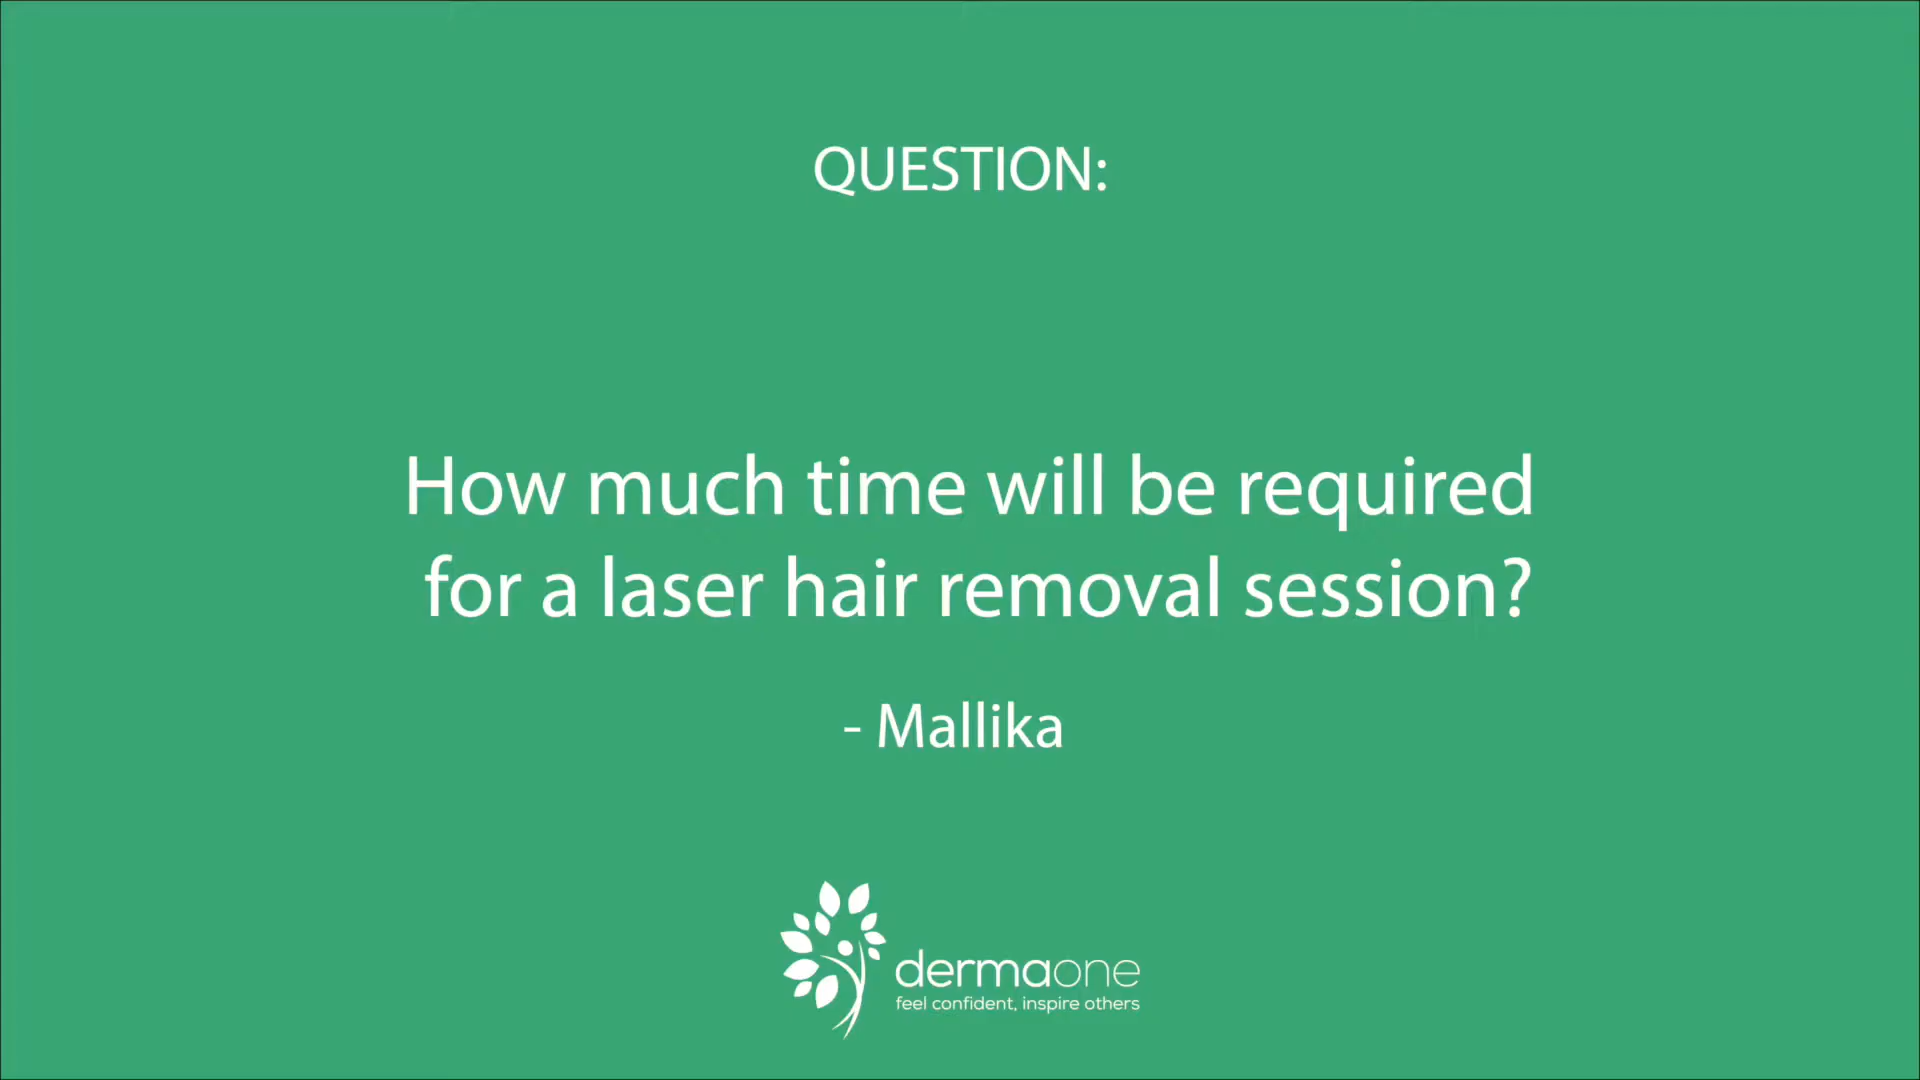 QUESTION:
How much time will be required
for a laser hair removal session?
- Mallika
dermaone
feel confident, inspire others